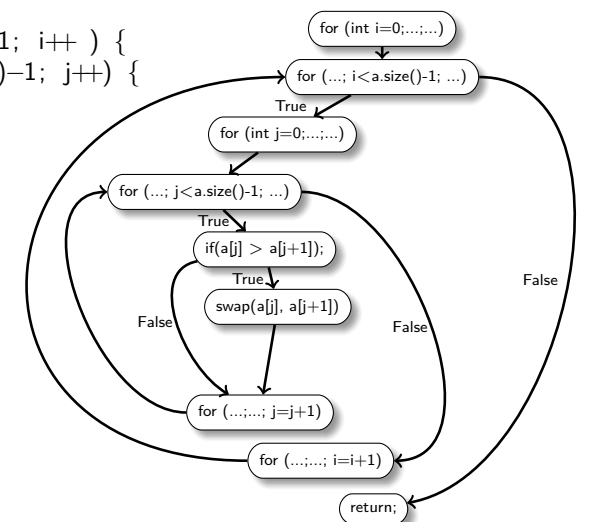 for (int i=0;...;...)
1; i++ ) {
)−1; j++) {
for (...; i<a.size()-1; ...)
True
for (int j=0;...;...)
for (...; j<a.size()-1; ...)
True
if(a[j] > a[j+1]);
True
False
swap(a[j], a[j+1])
False
False
for (...;...; j=j+1)
for (...;...; i=i+1)
return;